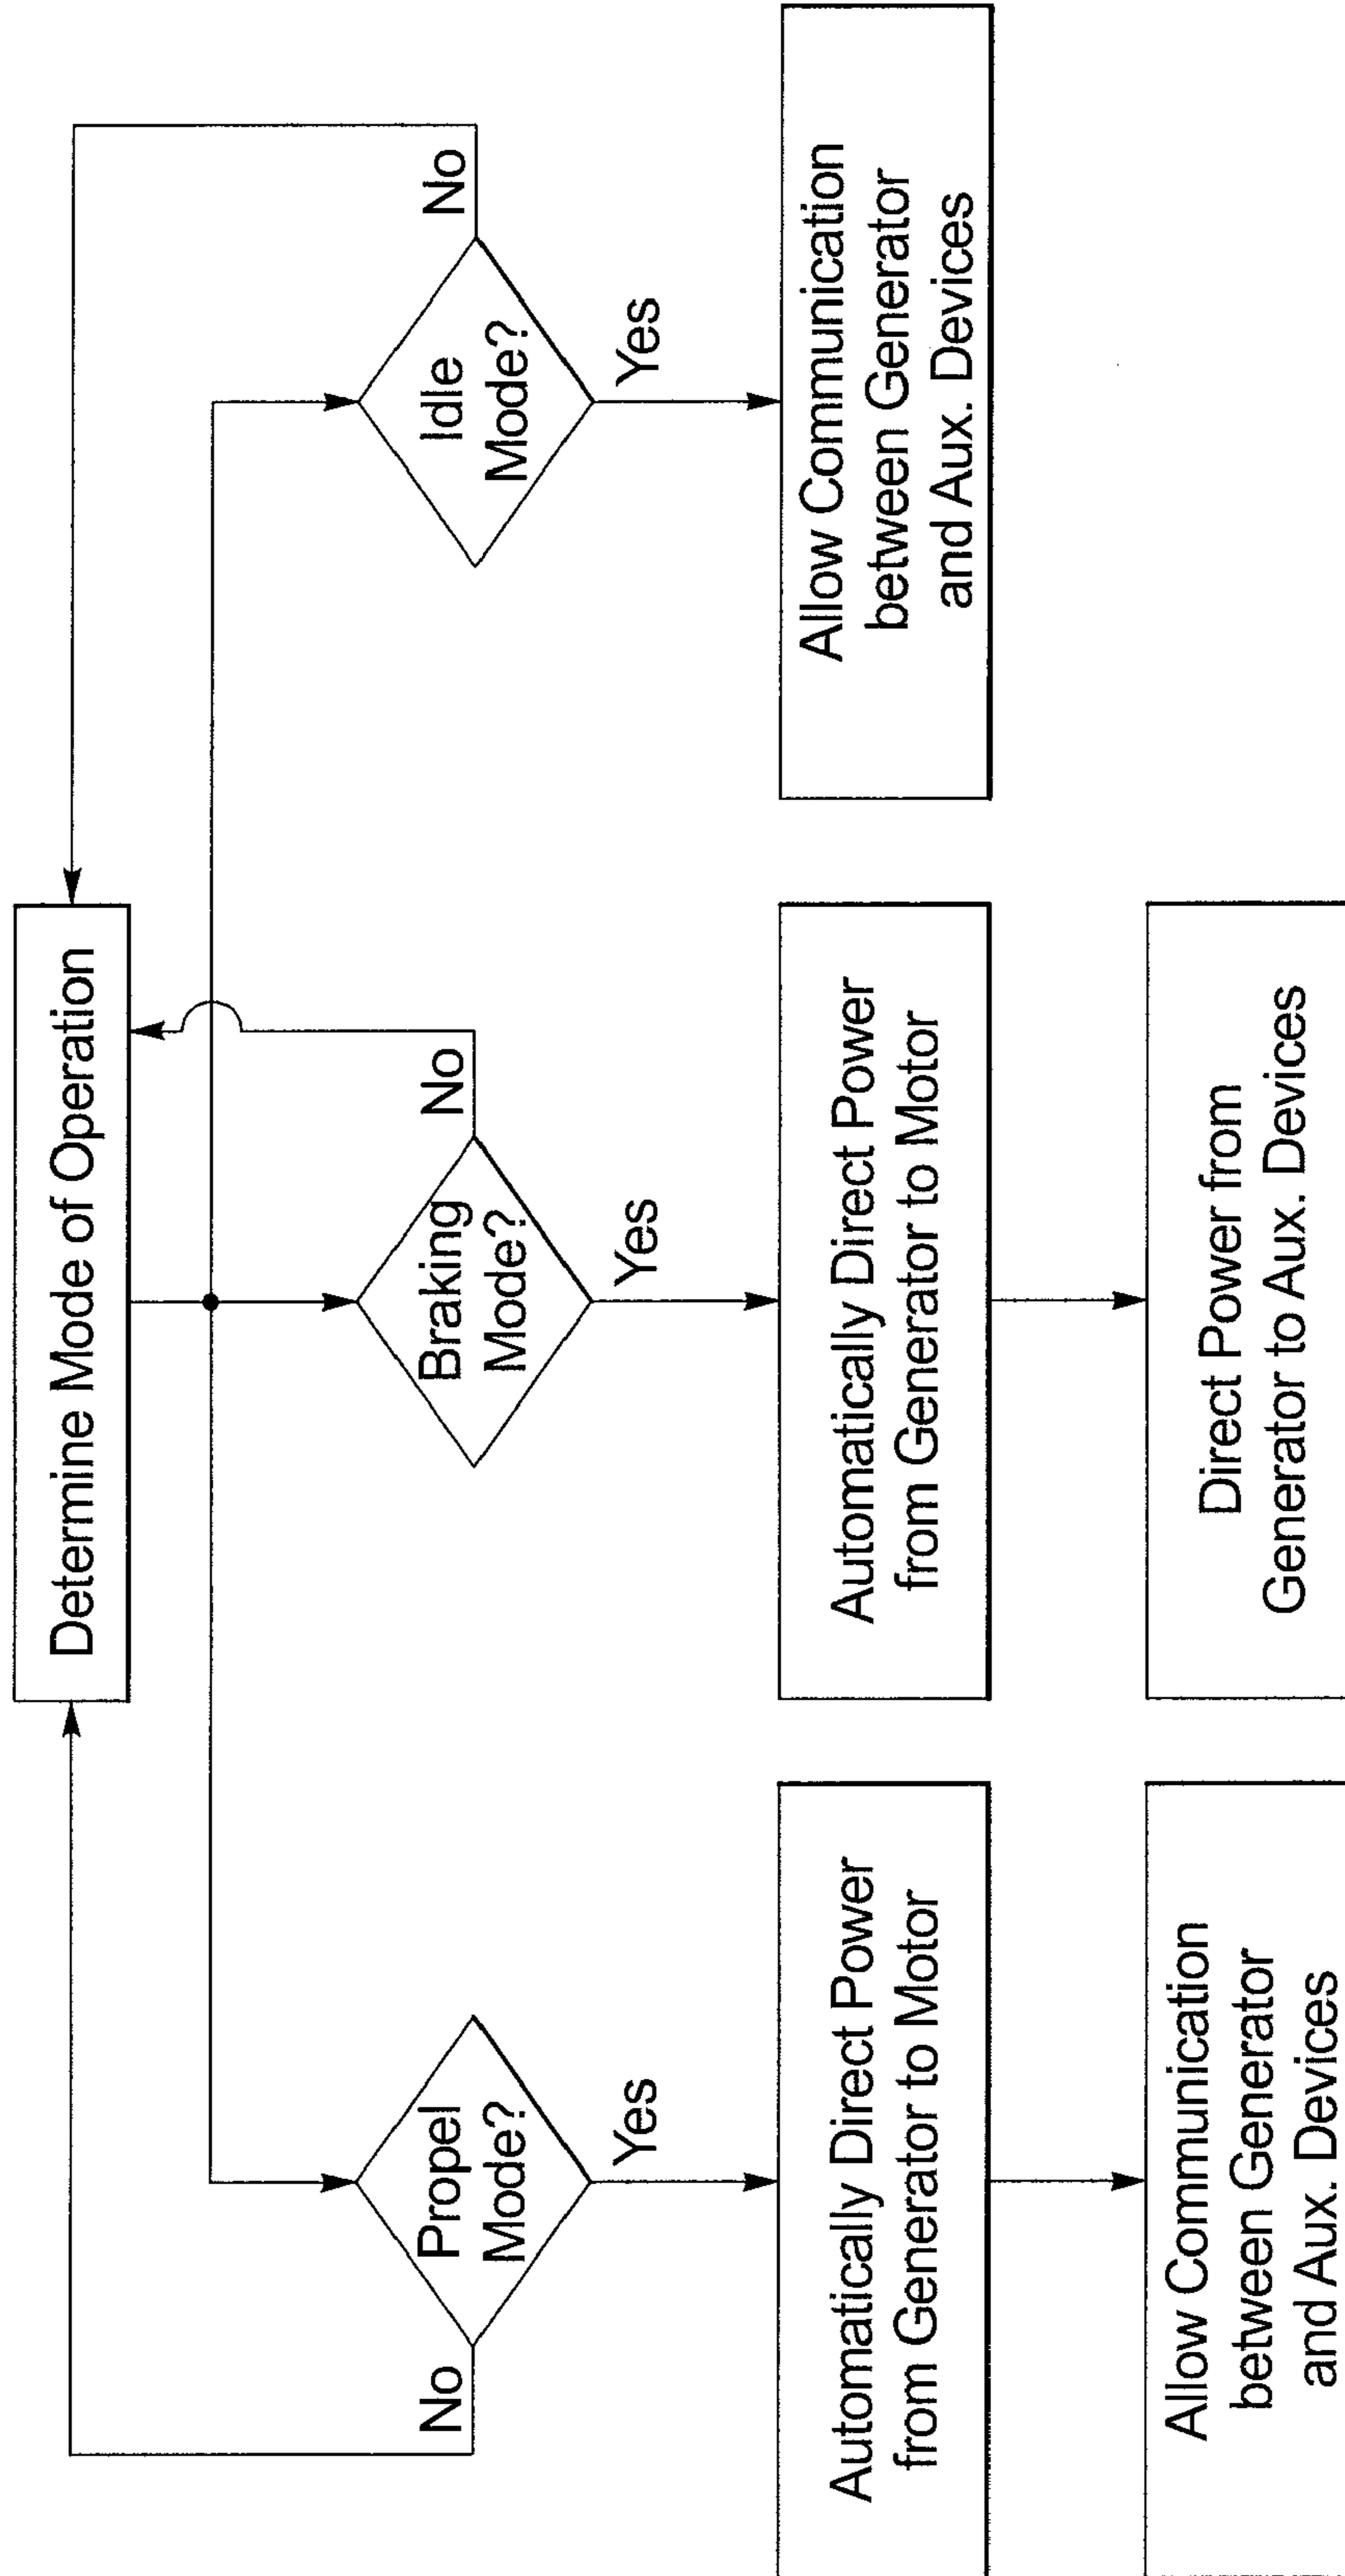 Determine Mode of Operation
No
Propel
Mode?
Yes
Automatically Direct Power
from Generator to Motor
Allow Communication
between Generator
and Aux. Devices
Braking
Mode?
No
Yes
Automatically Direct Power
from Generator to Motor
Direct Power from
Generator to Aux. Devices
Idle
Mode?
No
Yes
Allow Communication
between Generator
and Aux. Devices